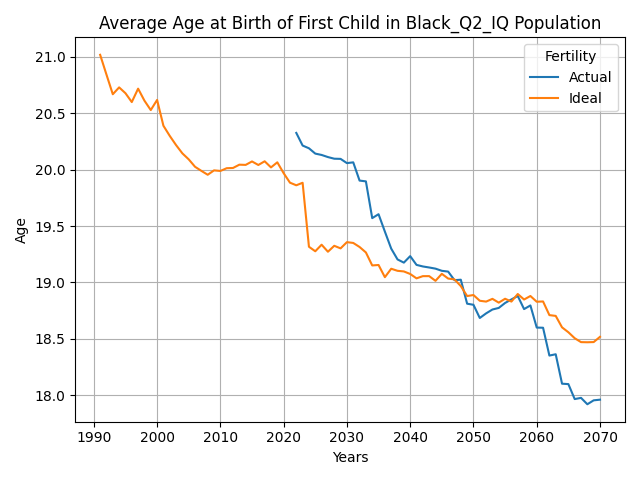 Average Age at Birth of First Child in Black_Q2_IQ Population
Fertility
Actual
Ideal
21.0
20.5
20.0
19.5
19.0
18.5
18.0
Age
1990 2000 2010 2020 2030 2040 2050 2060 2070
Years